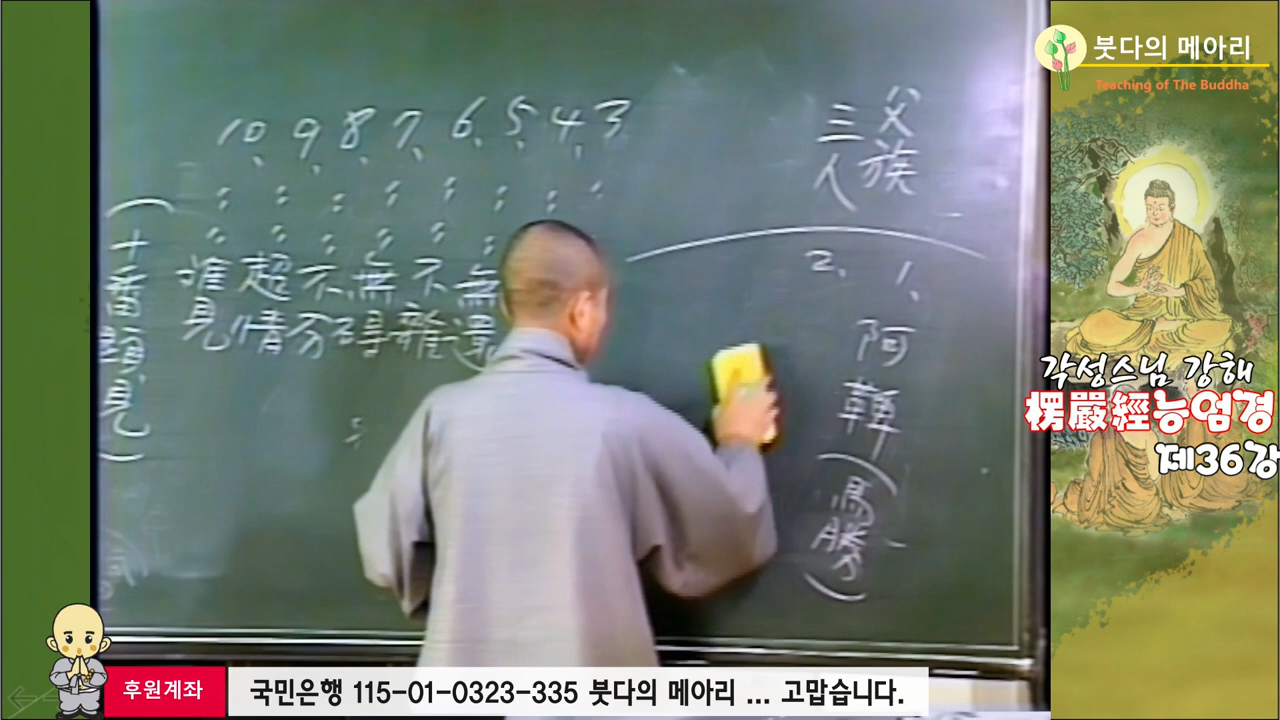 붓다의 메아리
Teaching of The Buddha
父族
三人
10, 9, 8, 7, 6, 5, 4, 3
難見
超情
不分
無碍
不雜
無還
(十番顯見)
1, 阿鞞(馬勝)
2,
각성스님 강해
楞嚴經능엄경
제36강
후원계좌
국민은행 115-01-0323-335 붓다의 메아리 ... 고맙습니다.